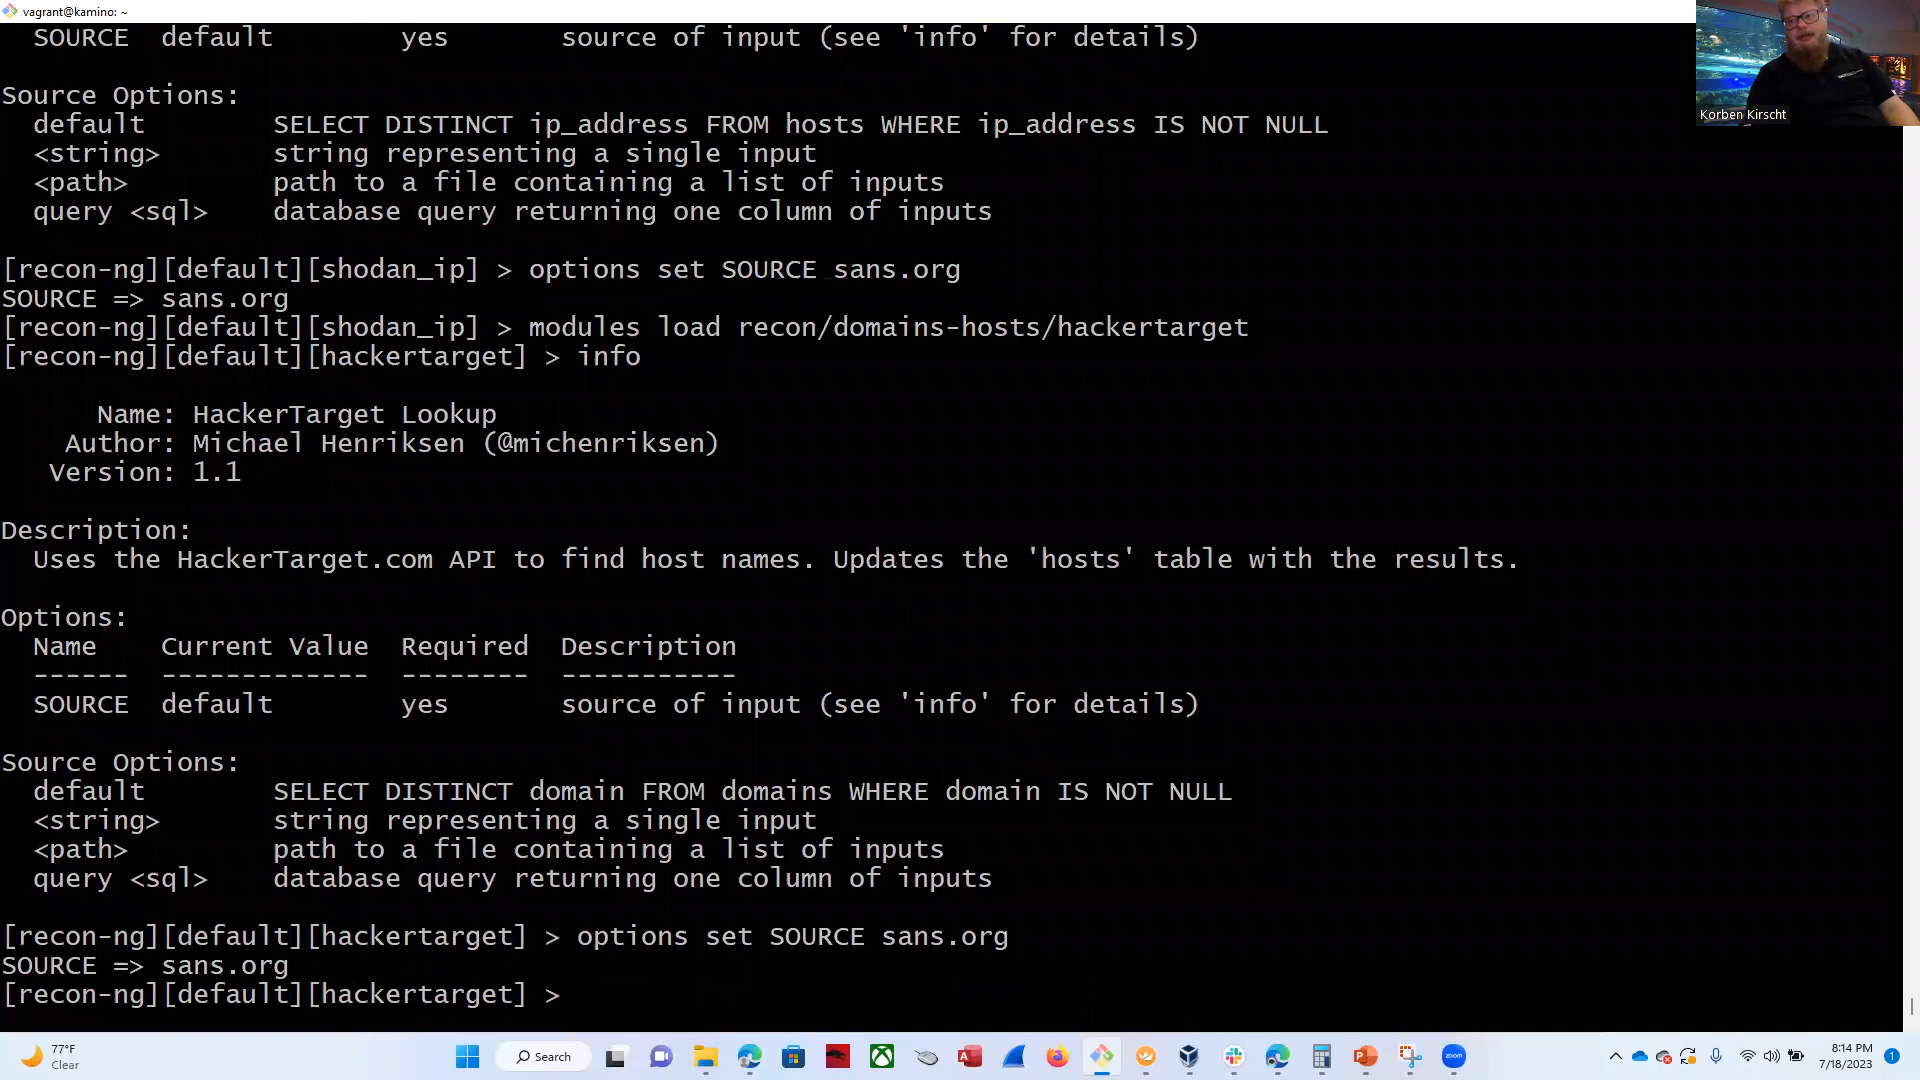 vagrant@kamino: ~
SOURCE  default        yes       source of input (see 'info' for details)
Source Options:
default        SELECT DISTINCT ip_address FROM hosts WHERE ip_address IS NOT NULL
<string>       string representing a single input
<path>         path to a file containing a list of inputs
query <sql>    database query returning one column of inputs
[recon-ng][default][shodan_ip] > options set SOURCE sans.org
SOURCE => sans.org
[recon-ng][default][shodan_ip] > modules load recon/domains-hosts/hackertarget
[recon-ng][default][hackertarget] > info
Name: HackerTarget Lookup
Author: Michael Henriksen (@michenriksen)
Version: 1.1
Description:
Uses the HackerTarget.com API to find host names. Updates the 'hosts' table with the results.
Options:
Name    Current Value  Required  Description
------  -------------  --------  -----------
SOURCE  default        yes       source of input (see 'info' for details)
Source Options:
default        SELECT DISTINCT domain FROM domains WHERE domain IS NOT NULL
<string>       string representing a single input
<path>         path to a file containing a list of inputs
query <sql>    database query returning one column of inputs
[recon-ng][default][hackertarget] > options set SOURCE sans.org
SOURCE => sans.org
[recon-ng][default][hackertarget] >
Korben Kirscht
77°F
Clear
Search
zoom
8:14 PM
7/18/2023
1